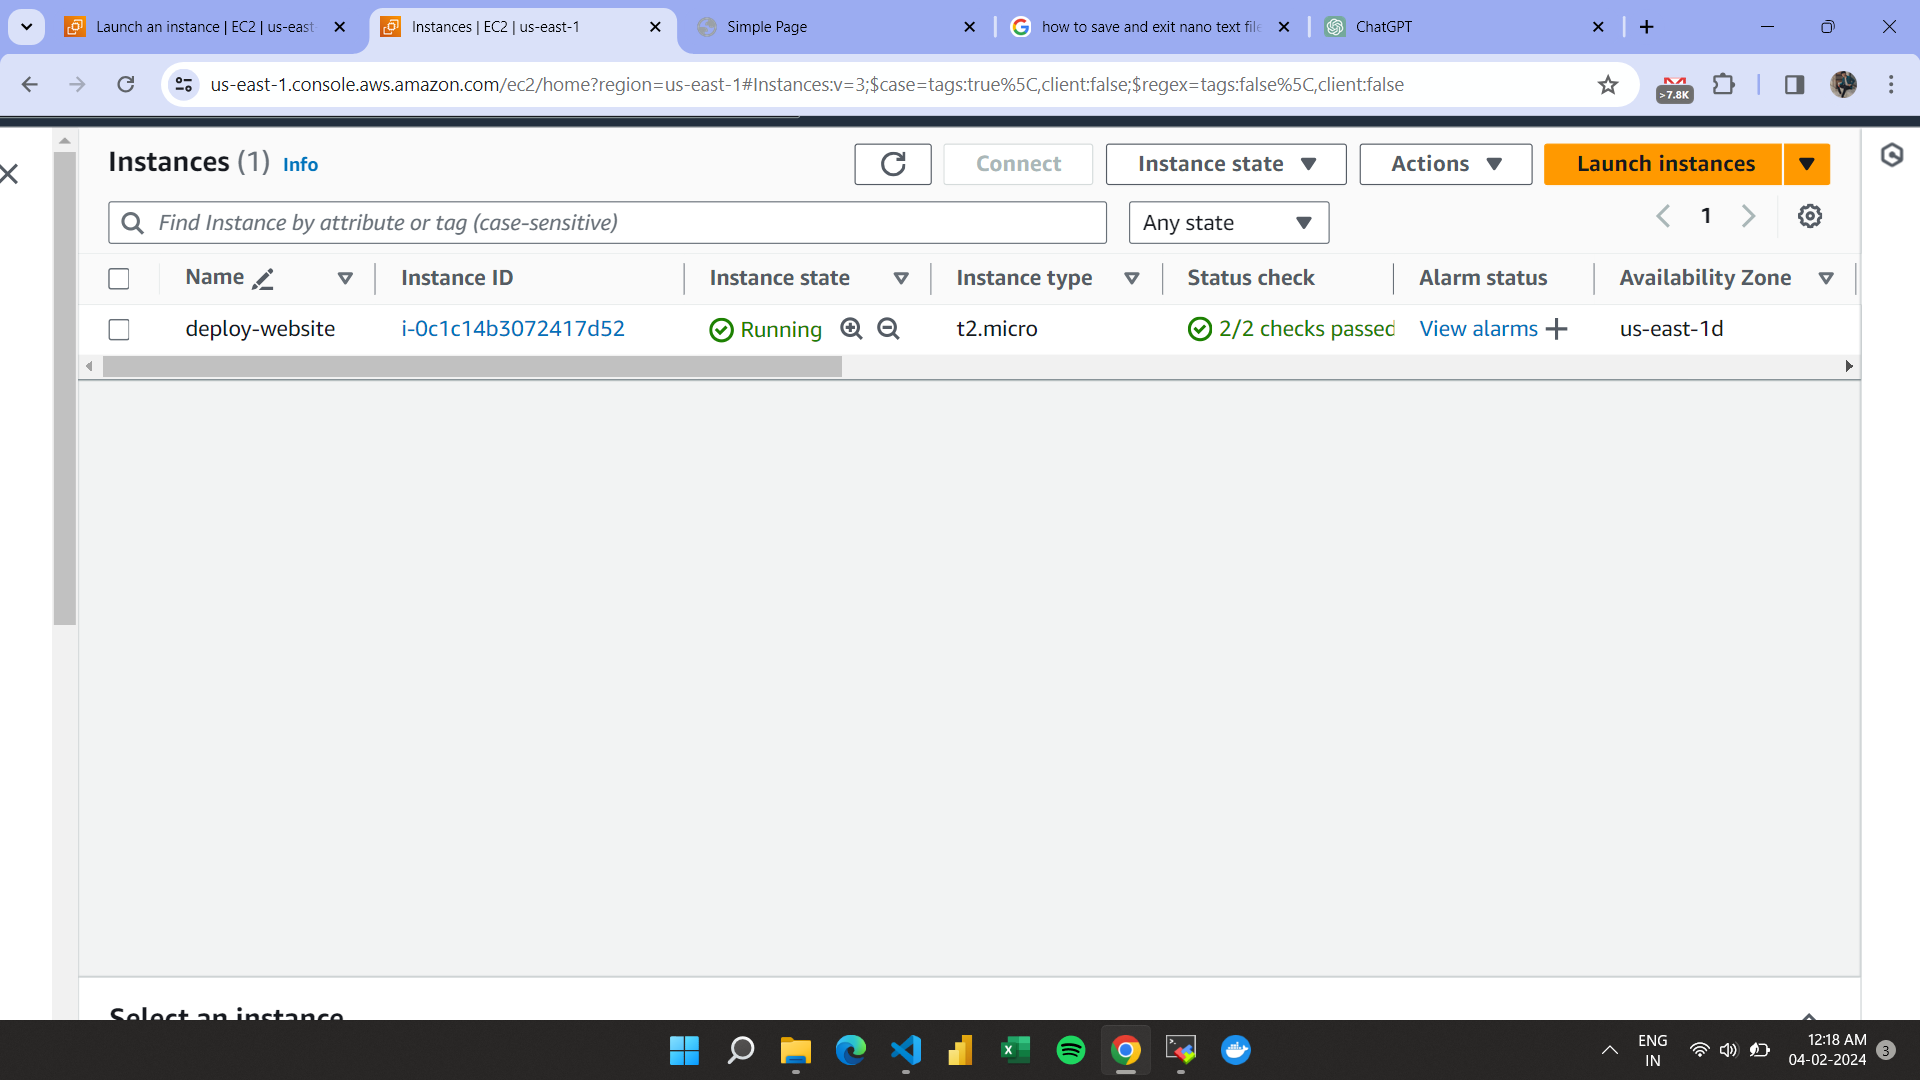 Launch an instance | EC2 | us-east
Instances | EC2 | us-east-1
Simple Page
how to save and exit nano text file
ChatGPT
us-east-1.console.aws.amazon.com/ec2/home?region=us-east-1#Instances:v=3;$case=tags:true%5C,client:false;$regex=tags:false%5C,client:false
>7.8K
Instances (1) Info
Connect
Instance state
Actions
Launch instances
Find Instance by attribute or tag (case-sensitive)
Any state
1
Name Instance ID Instance state Instance type Status check Alarm status Availability Zone
deploy-website i-0c1c14b3072417d52 Running t2.micro 2/2 checks passed View alarms us-east-1d
Select an instance
ENG
IN
12:18 AM
04-02-2024
3